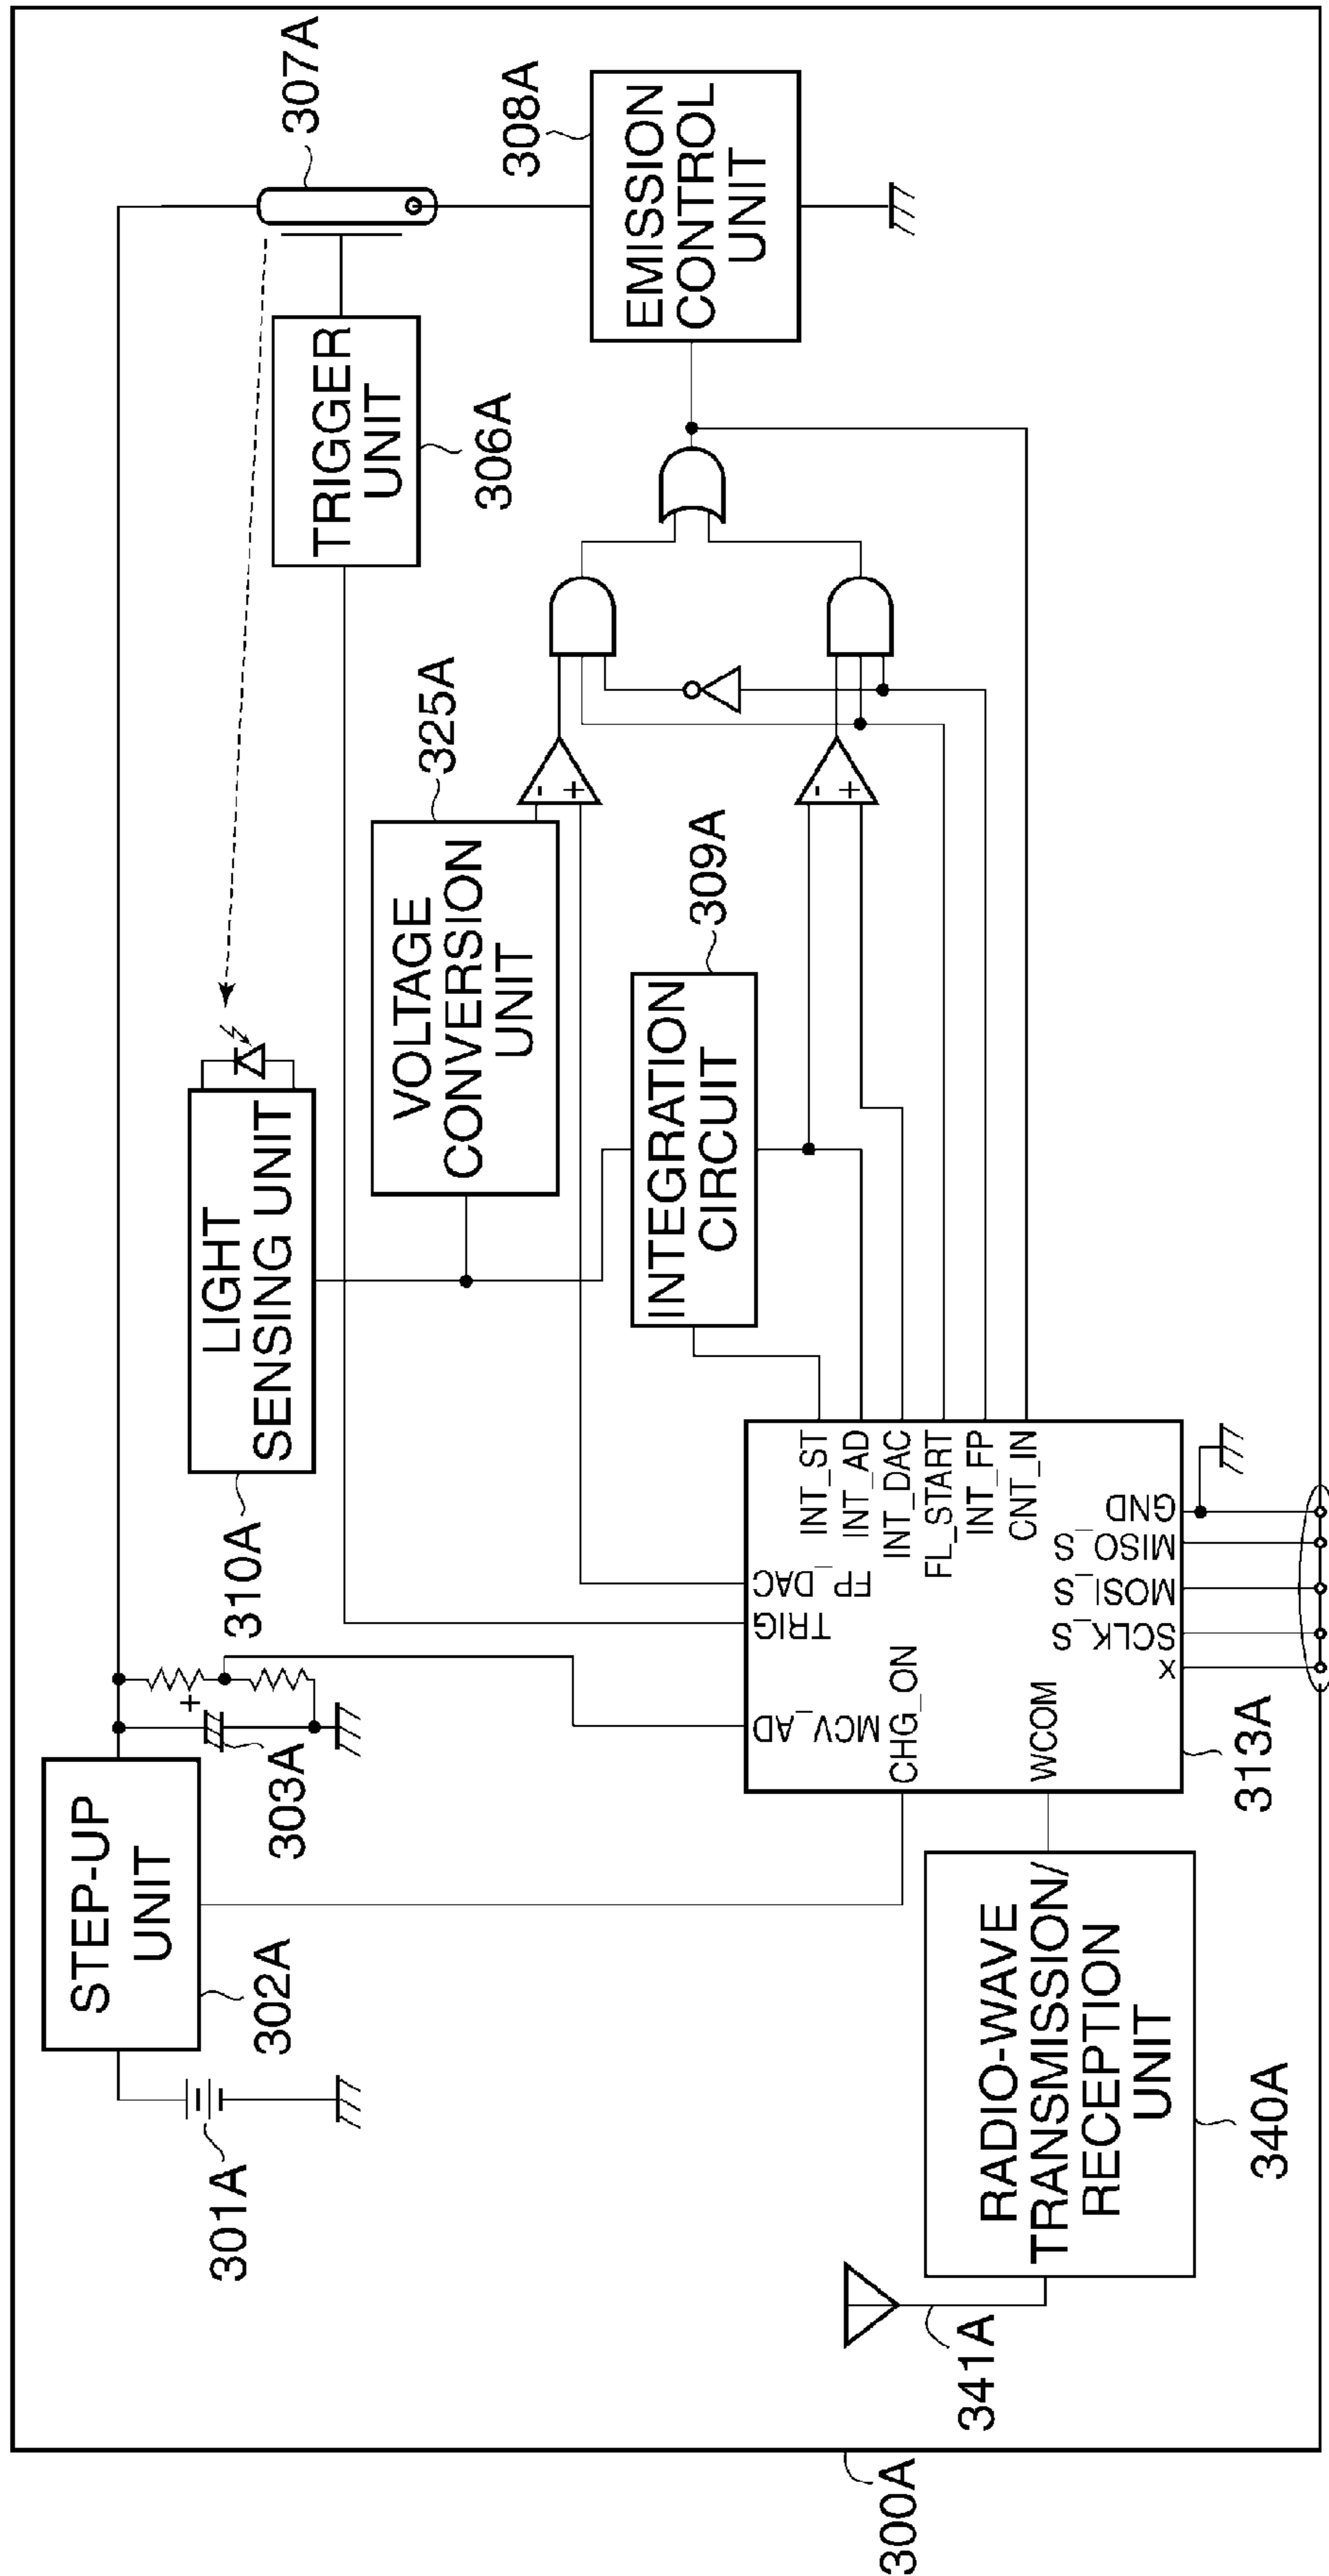 300A
301A
STEP-UP
UNIT
302A
+
303A
LIGHT
SENSING UNIT
310A
307A
TRIGGER
UNIT
306A
EMISSION
CONTROL
UNIT
308A
VOLTAGE
CONVERSION
UNIT
325A
- +
INTEGRATION
CIRCUIT
309A
- +
MCV_AD
TRIG
FP_DAC
CHG_ON
WCOM
INT_ST
INT_AD
INT_DAC
FL_START
INT_FP
CNT_IN
X
SCLK_S
MOSI_S
MISO_S
GND
313A
RADIO-WAVE
TRANSMISSION/
RECEPTION
UNIT
340A
341A